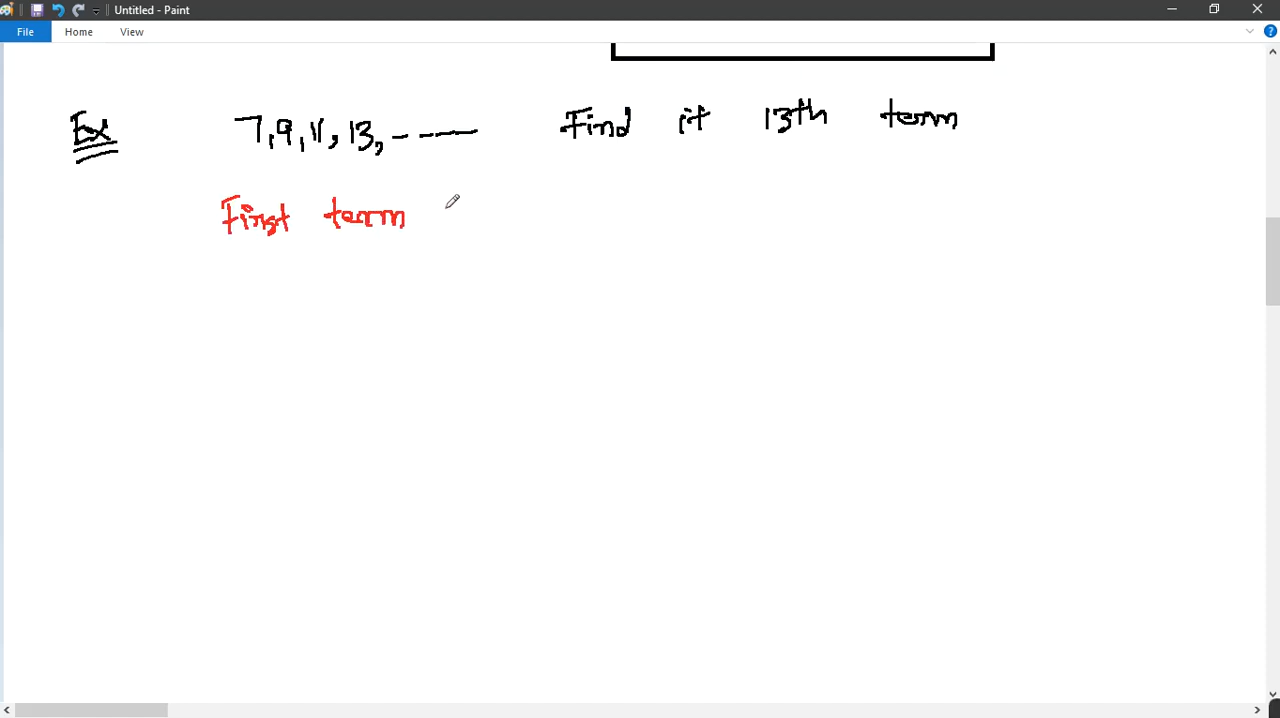 Untitled - Paint
File Home View
Ex 7, 9, 11, 13, - -— Find it 13th term
First term